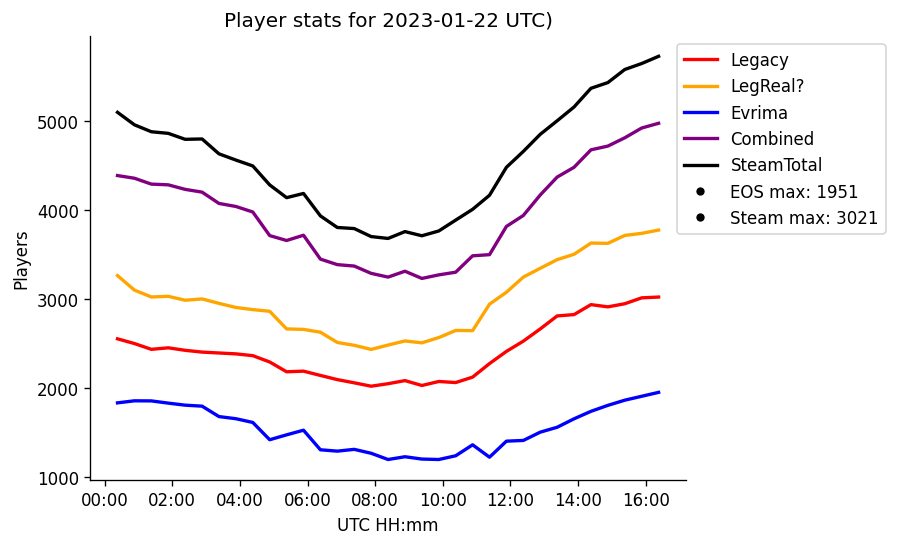 Player stats for 2023-01-22 UTC)
Legacy
LegReal?
Evrima
Combined
SteamTotal
EOS max: 1951
Steam max: 3021
Players
5000
4000
3000
2000
1000
00:00 02:00 04:00 06:00 08:00 10:00 12:00 14:00 16:00
UTC HH:mm